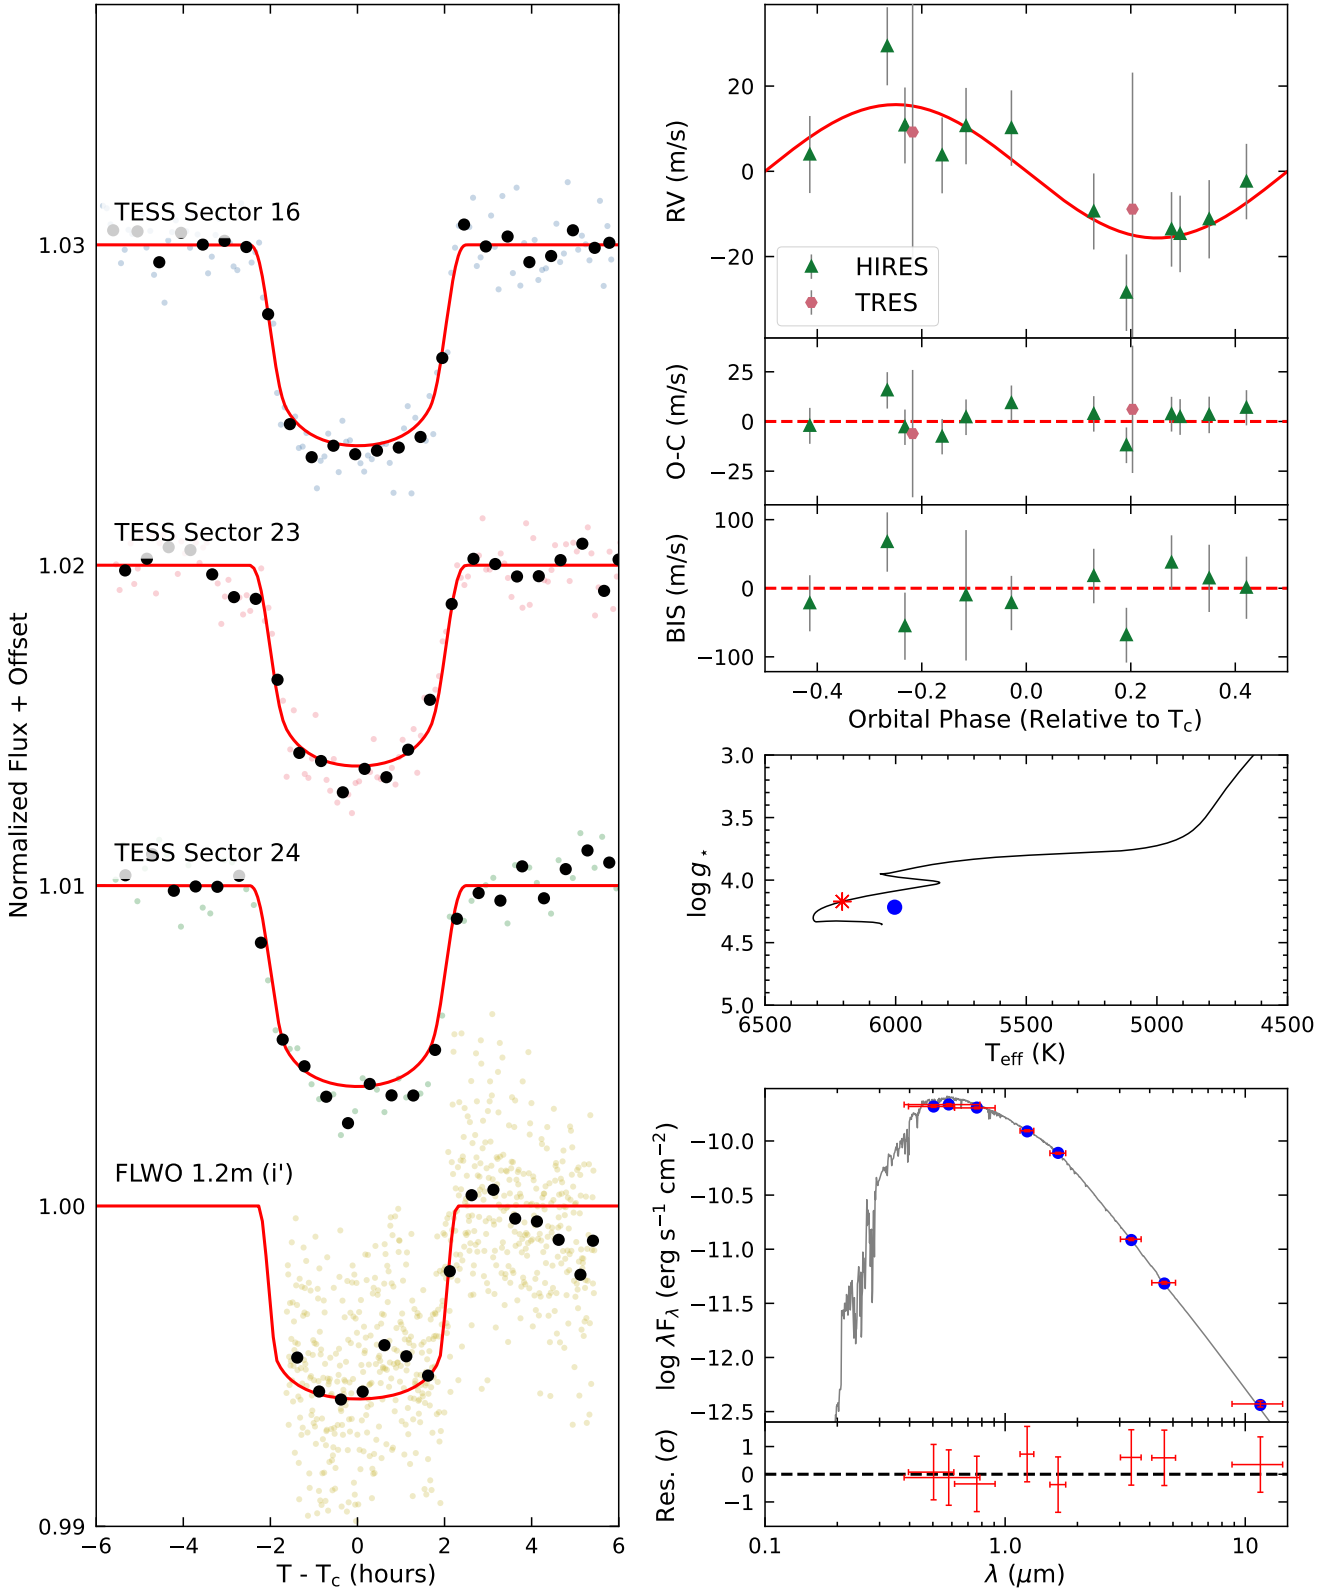 Normalized Flux + Offset
TESS Sector 16
1.03
TESS Sector 23
1.02
TESS Sector 24
1.01
FLWO 1.2m (i')
1.00
0.99
−6 −4 −2 0 2 4 6
T - Tc (hours)
RV (m/s)
20
0
−20
HIRES
TRES
O-C (m/s)
25
0
−25
BIS (m/s)
100
0
−100
−0.4 −0.2 0.0 0.2 0.4
Orbital Phase (Relative to Tc)
log g⋆
3.0
3.5
4.0
4.5
5.0
6500 6000 5500 5000 4500
Teff (K)
log λFλ (erg s⁻¹ cm⁻²)
−10.0
−10.5
−11.0
−11.5
−12.0
−12.5
Res. (σ)
1
0
−1
0.1 1.0 10
λ (μm)